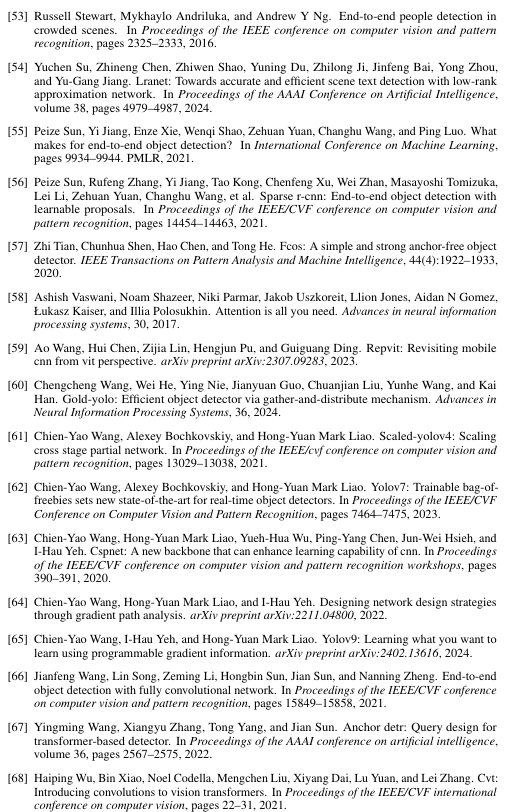 [53] Russell Stewart, Mykhaylo Andriluka, and Andrew Y Ng. End-to-end people detection in
crowded scenes. In Proceedings of the IEEE conference on computer vision and pattern
recognition, pages 2325–2333, 2016.
[54] Yuchen Su, Zhineng Chen, Zhiwen Shao, Yuning Du, Zhilong Ji, Jinfeng Bai, Yong Zhou,
and Yu-Gang Jiang. Lranet: Towards accurate and efficient scene text detection with low-rank
approximation network. In Proceedings of the AAAI Conference on Artificial Intelligence,
volume 38, pages 4979–4987, 2024.
[55] Peize Sun, Yi Jiang, Enze Xie, Wenqi Shao, Zehuan Yuan, Changhu Wang, and Ping Luo. What
makes for end-to-end object detection? In International Conference on Machine Learning,
pages 9934–9944. PMLR, 2021.
[56] Peize Sun, Rufeng Zhang, Yi Jiang, Tao Kong, Chenfeng Xu, Wei Zhan, Masayoshi Tomizuka,
Lei Li, Zehuan Yuan, Changhu Wang, et al. Sparse r-cnn: End-to-end object detection with
learnable proposals. In Proceedings of the IEEE/CVF conference on computer vision and
pattern recognition, pages 14454–14463, 2021.
[57] Zhi Tian, Chunhua Shen, Hao Chen, and Tong He. Fcos: A simple and strong anchor-free object
detector. IEEE Transactions on Pattern Analysis and Machine Intelligence, 44(4):1922–1933,
2020.
[58] Ashish Vaswani, Noam Shazeer, Niki Parmar, Jakob Uszkoreit, Llion Jones, Aidan N Gomez,
Łukasz Kaiser, and Illia Polosukhin. Attention is all you need. Advances in neural information
processing systems, 30, 2017.
[59] Ao Wang, Hui Chen, Zijia Lin, Hengjun Pu, and Guiguang Ding. Repvit: Revisiting mobile
cnn from vit perspective. arXiv preprint arXiv:2307.09283, 2023.
[60] Chengcheng Wang, Wei He, Ying Nie, Jianyuan Guo, Chuanjian Liu, Yunhe Wang, and Kai
Han. Gold-yolo: Efficient object detector via gather-and-distribute mechanism. Advances in
Neural Information Processing Systems, 36, 2024.
[61] Chien-Yao Wang, Alexey Bochkovskiy, and Hong-Yuan Mark Liao. Scaled-yolov4: Scaling
cross stage partial network. In Proceedings of the IEEE/cvf conference on computer vision and
pattern recognition, pages 13029–13038, 2021.
[62] Chien-Yao Wang, Alexey Bochkovskiy, and Hong-Yuan Mark Liao. Yolov7: Trainable bag-of-
freebies sets new state-of-the-art for real-time object detectors. In Proceedings of the IEEE/CVF
Conference on Computer Vision and Pattern Recognition, pages 7464–7475, 2023.
[63] Chien-Yao Wang, Hong-Yuan Mark Liao, Yueh-Hua Wu, Ping-Yang Chen, Jun-Wei Hsieh, and
I-Hau Yeh. Cspnet: A new backbone that can enhance learning capability of cnn. In Proceedings
of the IEEE/CVF conference on computer vision and pattern recognition workshops, pages
390–391, 2020.
[64] Chien-Yao Wang, Hong-Yuan Mark Liao, and I-Hau Yeh. Designing network design strategies
through gradient path analysis. arXiv preprint arXiv:2211.04800, 2022.
[65] Chien-Yao Wang, I-Hau Yeh, and Hong-Yuan Mark Liao. Yolov9: Learning what you want to
learn using programmable gradient information. arXiv preprint arXiv:2402.13616, 2024.
[66] Jianfeng Wang, Lin Song, Zeming Li, Hongbin Sun, Jian Sun, and Nanning Zheng. End-to-end
object detection with fully convolutional network. In Proceedings of the IEEE/CVF conference
on computer vision and pattern recognition, pages 15849–15858, 2021.
[67] Yingming Wang, Xiangyu Zhang, Tong Yang, and Jian Sun. Anchor detr: Query design for
transformer-based detector. In Proceedings of the AAAI conference on artificial intelligence,
volume 36, pages 2567–2575, 2022.
[68] Haiping Wu, Bin Xiao, Noel Codella, Mengchen Liu, Xiyang Dai, Lu Yuan, and Lei Zhang. Cvt:
Introducing convolutions to vision transformers. In Proceedings of the IEEE/CVF international
conference on computer vision, pages 22–31, 2021.